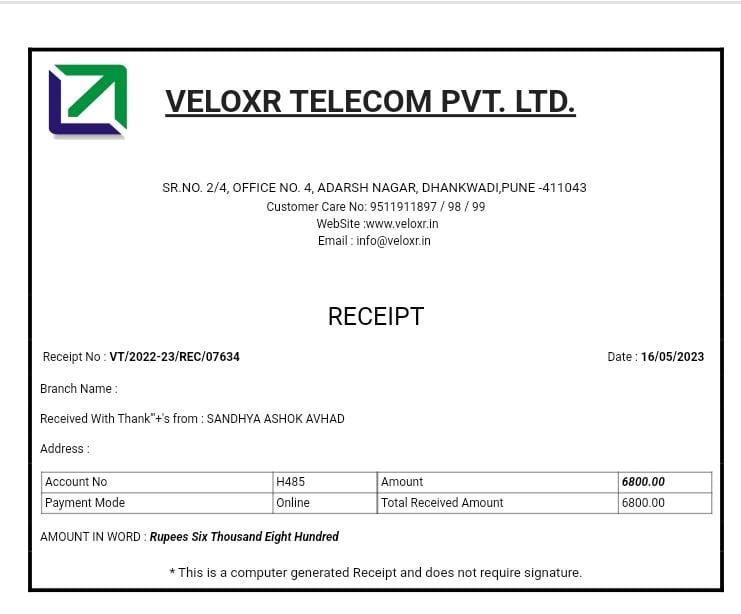 VELOXR TELECOM PVT. LTD.
SR.NO. 2/4, OFFICE NO. 4, ADARSH NAGAR, DHANKWADI,PUNE -411043
Customer Care No: 9511911897 / 98 / 99
WebSite :www.veloxr.in
Email : info@veloxr.in
RECEIPT
Receipt No : VT/2022-23/REC/07634 Date : 16/05/2023
Branch Name :
Received With Thank"'+'s from : SANDHYA ASHOK AVHAD
Address :
Account No H485 Amount 6800.00
Payment Mode Online Total Received Amount 6800.00
AMOUNT IN WORD : Rupees Six Thousand Eight Hundred
* This is a computer generated Receipt and does not require signature.